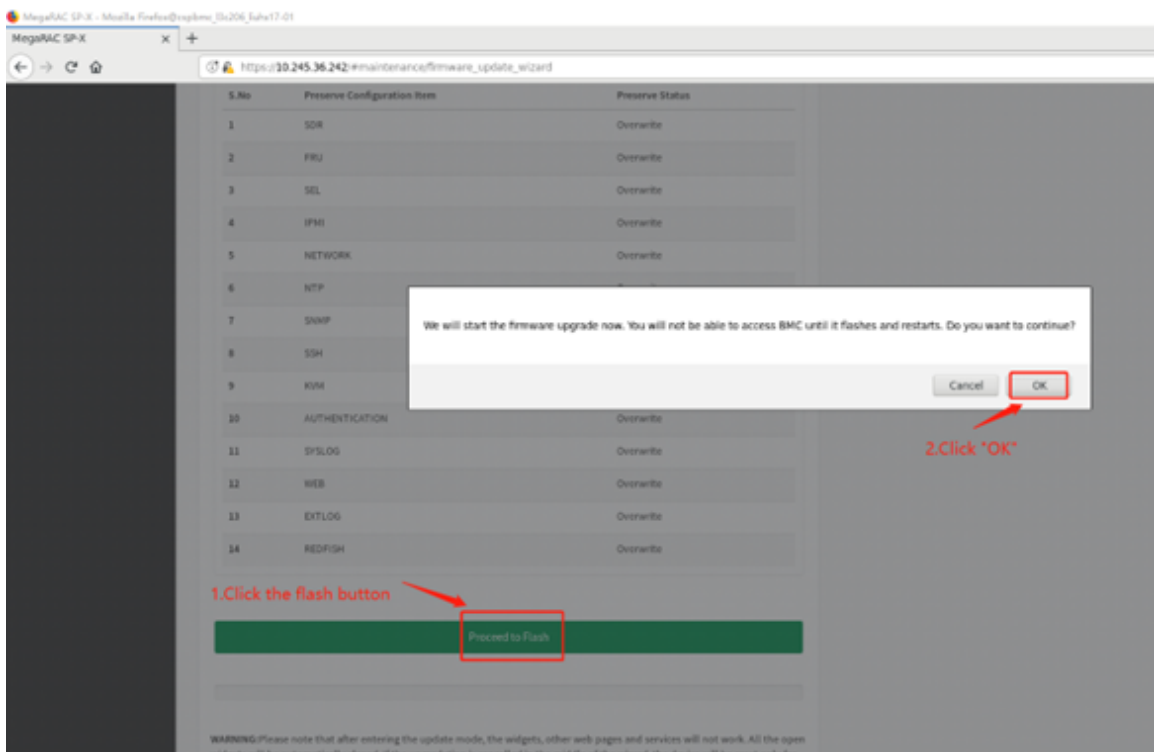 MegaRAC SP-X - Mozilla Firefox
MegaRAC SP-X × +
https://10.245.36.242/#maintenance/firmware_update_wizard
S.No Preserve Configuration Item Preserve Status
1 SDR Overwrite
2 FRU Overwrite
3 SEL Overwrite
4 IPMI Overwrite
5 NETWORK Overwrite
6 NTP
7 SNMP
We will start the firmware upgrade now. You will not be able to access BMC until it flashes and restarts. Do you want to continue?
8 SSH
9 KVM
Cancel OK
10 AUTHENTICATION Overwrite
2.Click "OK"
11 SYSLOG Overwrite
12 WEB Overwrite
13 EXTLOG Overwrite
14 REDFISH Overwrite
1.Click the flash button
Proceed to Flash
WARNING:Please note that after entering the update mode, the widgets, other web pages and services will not work. All the open